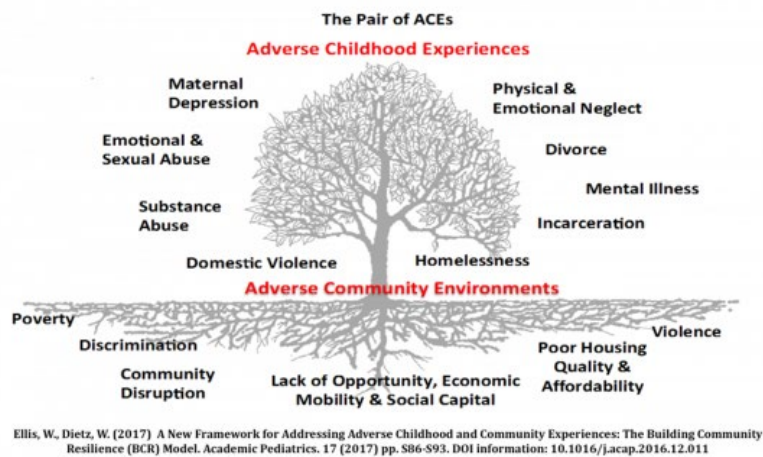 The Pair of ACEs
Adverse Childhood Experiences
Maternal
Depression
Physical &
Emotional Neglect
Emotional &
Sexual Abuse
Divorce
Mental Illness
Substance
Abuse
Incarceration
Domestic Violence
Homelessness
Adverse Community Environments
Poverty
Violence
Discrimination
Poor Housing
Quality &
Affordability
Community
Disruption
Lack of Opportunity, Economic
Mobility & Social Capital
Ellis, W., Dietz, W. (2017) A New Framework for Addressing Adverse Childhood and Community Experiences: The Building Community
Resilience (BCR) Model. Academic Pediatrics. 17 (2017) pp. S86-S93. DOI information: 10.1016/j.acap.2016.12.011